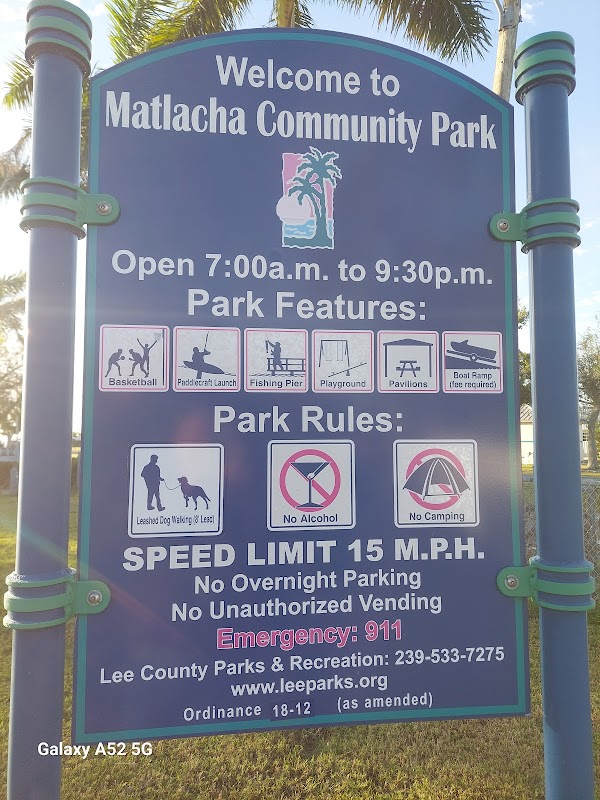 Welcome to
Matlacha Community Park
Open 7:00a.m. to 9:30p.m.
Park Features:
Basketball
Paddlecraft Launch
Fishing Pier
Playground
Pavilions
Boat Ramp
(fee required)
Park Rules:
Leashed Dog Walking (8' Lead)
No Alcohol
No Camping
SPEED LIMIT 15 M.P.H.
No Overnight Parking
No Unauthorized Vending
Emergency: 911
Lee County Parks & Recreation: 239-533-7275
www.leeparks.org
Ordinance 18-12 (as amended)
Galaxy A52 5G